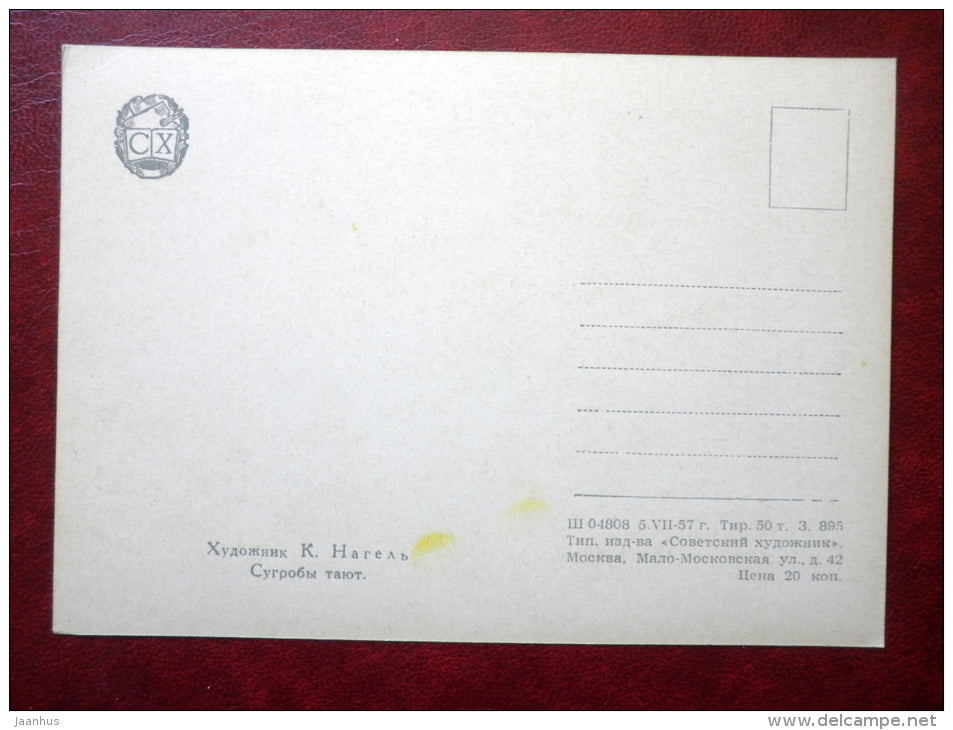 С Х
Художник К. Нагель
Сугробы тают.
Ш 04808 5.VII-57 г. Тир. 50 т. З. 895
Тип. изд-ва «Советский художник».
Москва, Мало-Московская ул., д. 42
Цена 20 коп.
jaanhus
www.delcampe.net